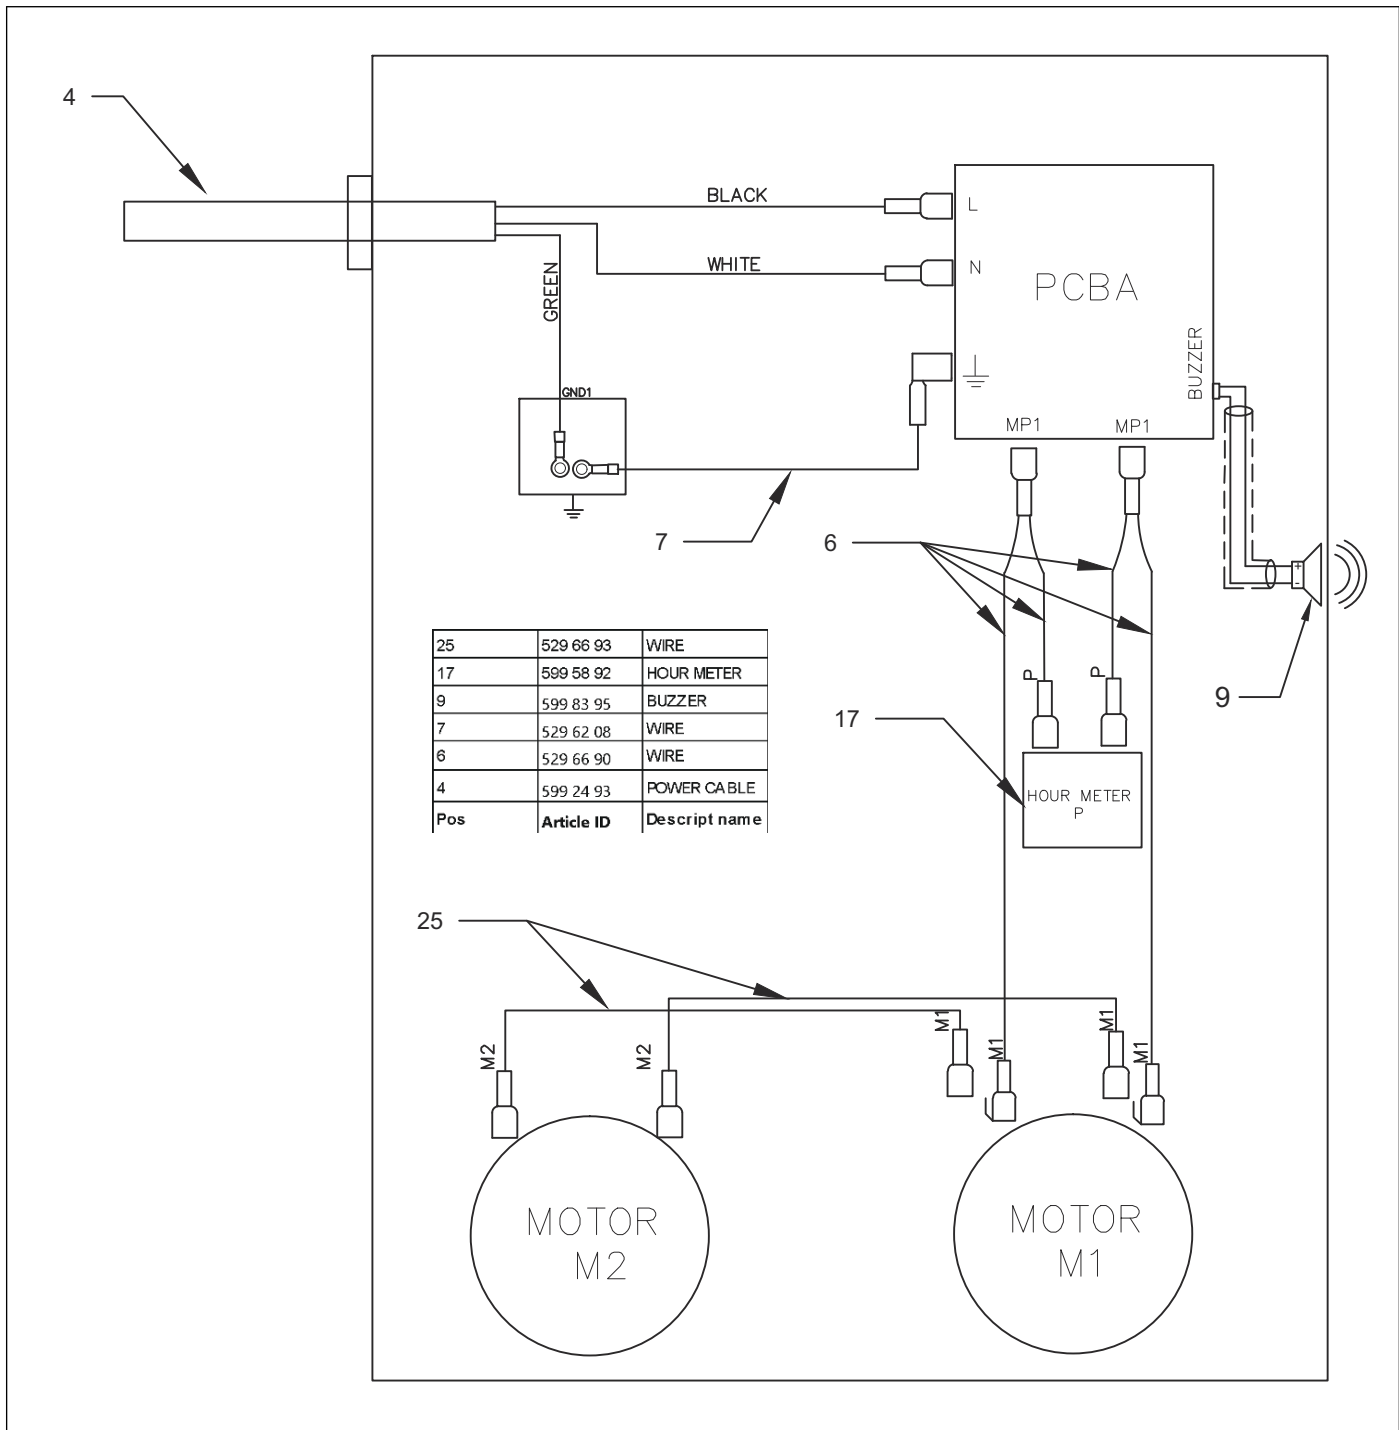 4
BLACK
L
WHITE
N
PCBA
GREEN
BUZZER
GND1
MP1
MP1
7
6
+
-
25 529 66 93 WIRE
17 599 58 92 HOUR METER
9 599 83 95 BUZZER
7 529 62 08 WIRE
6 529 66 90 WIRE
4 599 24 93 POWER CABLE
Pos Article ID Descript name
P
P
9
17
HOUR METER
P
25
M1
M1
M2
M2
M1
M1
MOTOR
M2
MOTOR
M1